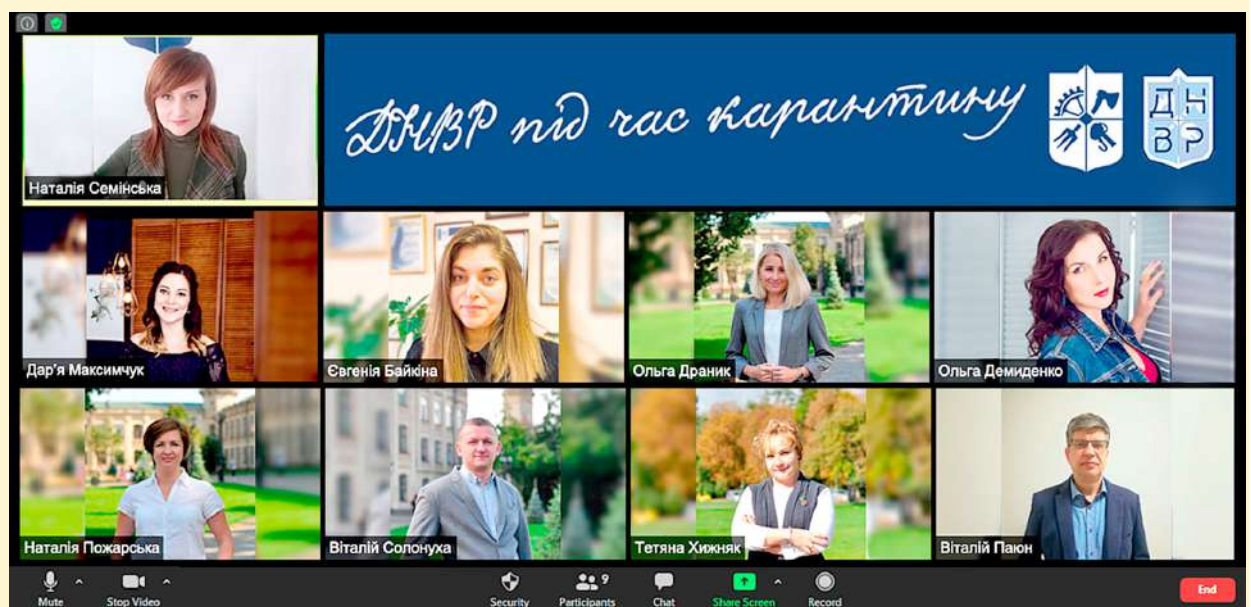 Наталія Семінська
ДНВР під час карантину
ДН
ВР
Дар'я Максимчук
Євгенія Байкіна
Ольга Драник
Ольга Демиденко
Наталія Пожарська
Віталій Солонуха
Тетяна Хижняк
Віталій Паюн
Mute
Stop Video
Security
Participants 9
Chat
Share Screen
Record
End